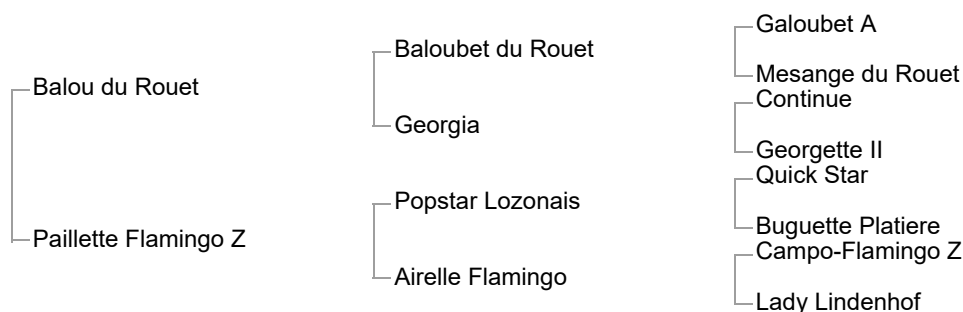 Galoubet A
Baloubet du Rouet
Mesange du Rouet
Balou du Rouet
Continue
Georgia
Georgette II
Quick Star
Popstar Lozonais
Buguette Platiere
Paillette Flamingo Z
Campo-Flamingo Z
Airelle Flamingo
Lady Lindenhof